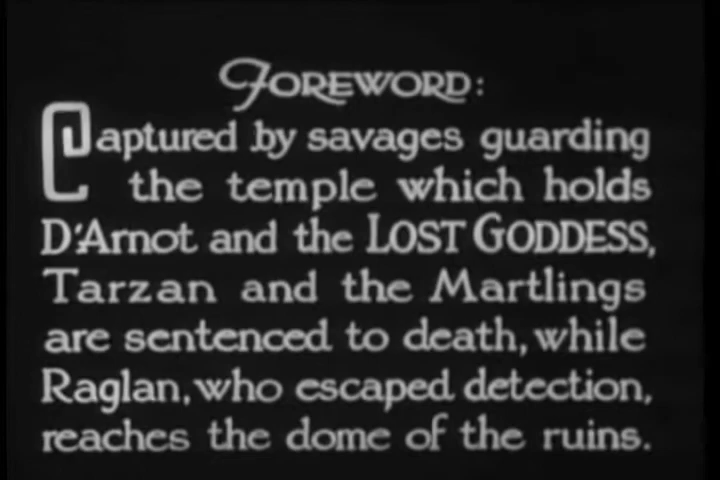 FOREWORD:
Captured by savages guarding
the temple which holds
D'Arnot and the LOST GODDESS,
Tarzan and the Martlings
are sentenced to death, while
Raglan, who escaped detection,
reaches the dome of the ruins.